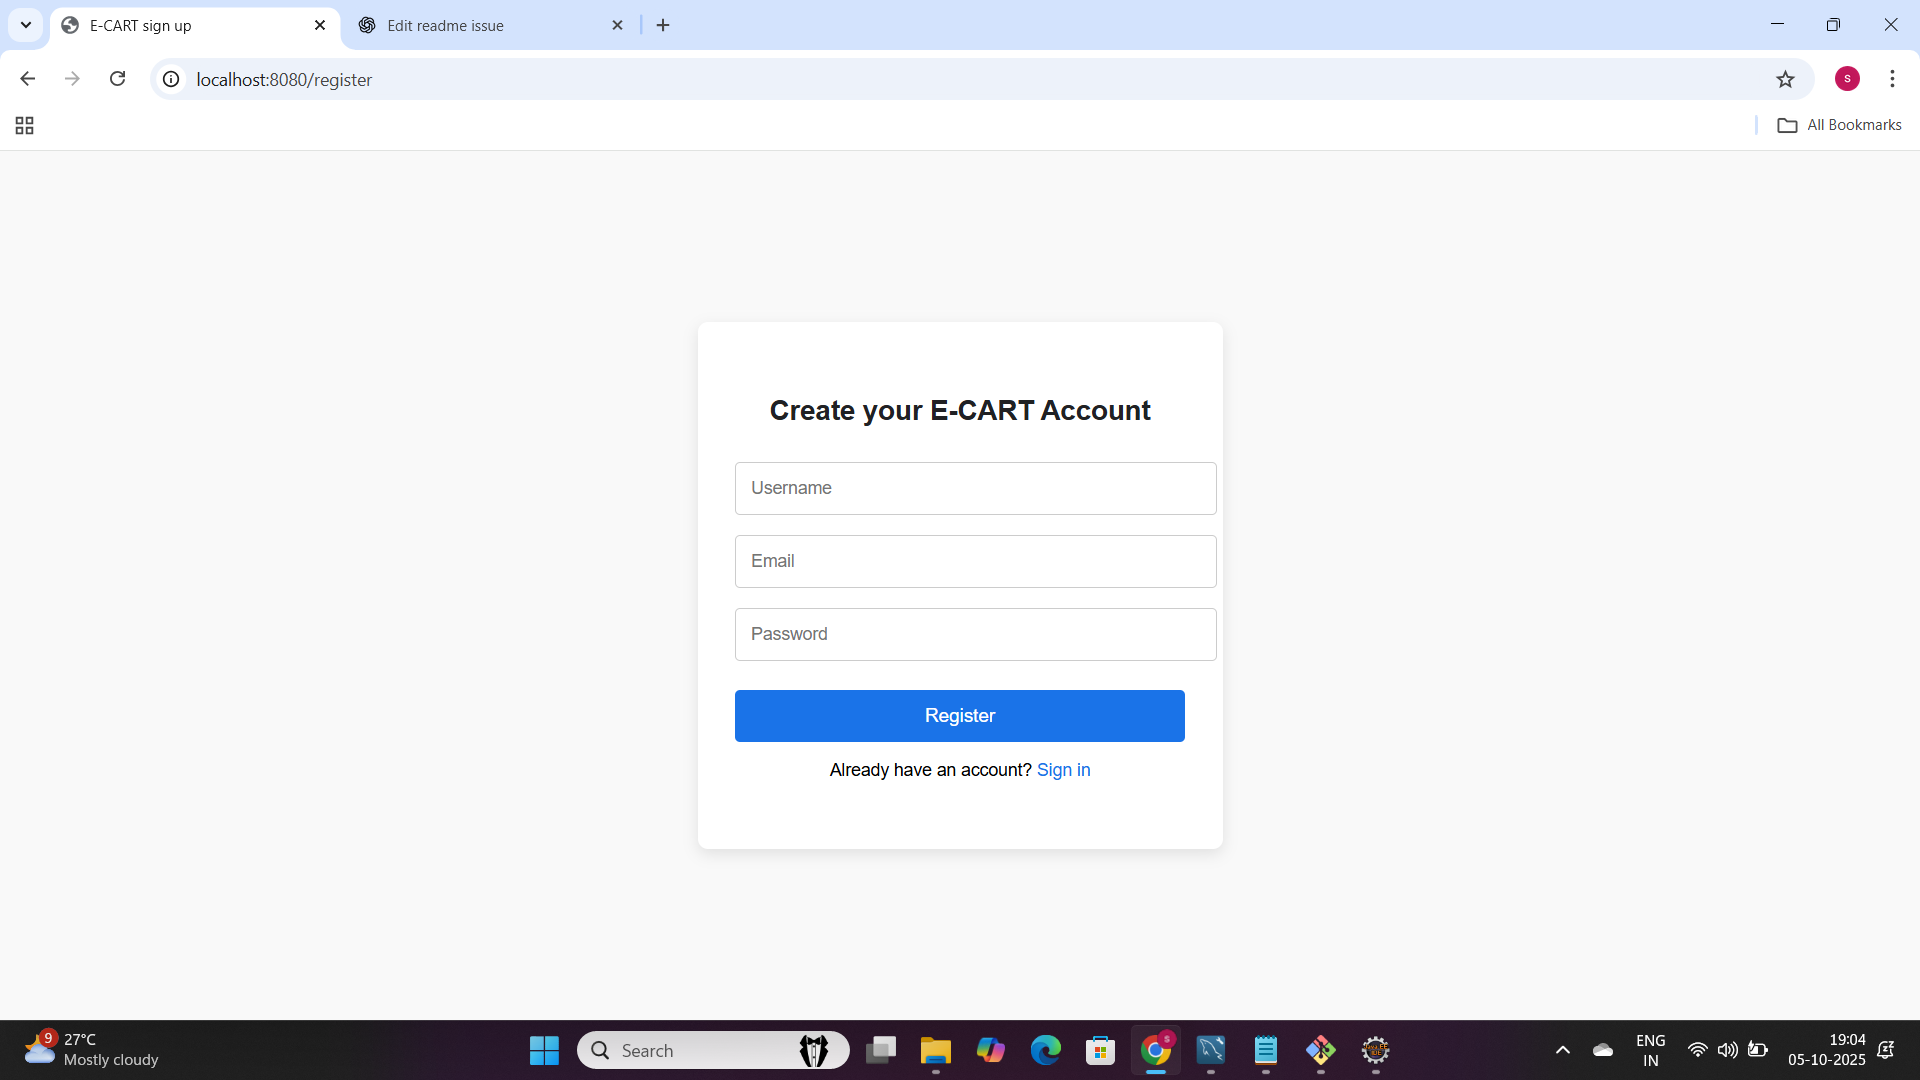 E-CART sign up
Edit readme issue
localhost:8080/register
S
All Bookmarks
Create your E-CART Account
Username
Email
Password
Register
Already have an account? Sign in
9
27°C
Mostly cloudy
Search
S
ENG
IN
19:04
05-10-2025